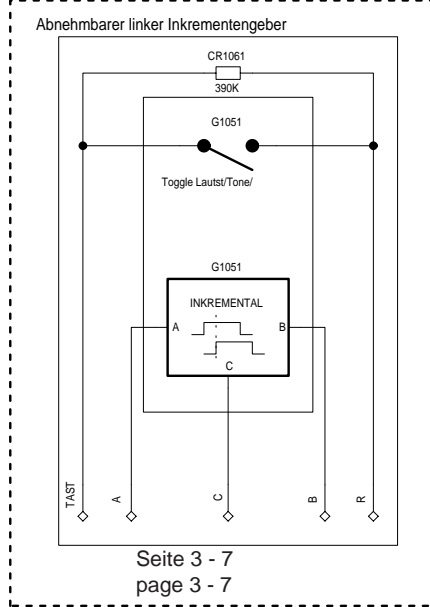 Abnehmbarer linker Inkrementengeber
CR1061
390K
G1051
Toggle Lautst/Tone/
G1051
INKREMENTAL
A
B
C
TAST
A
C
B
R
Seite 3 - 7
page 3 - 7